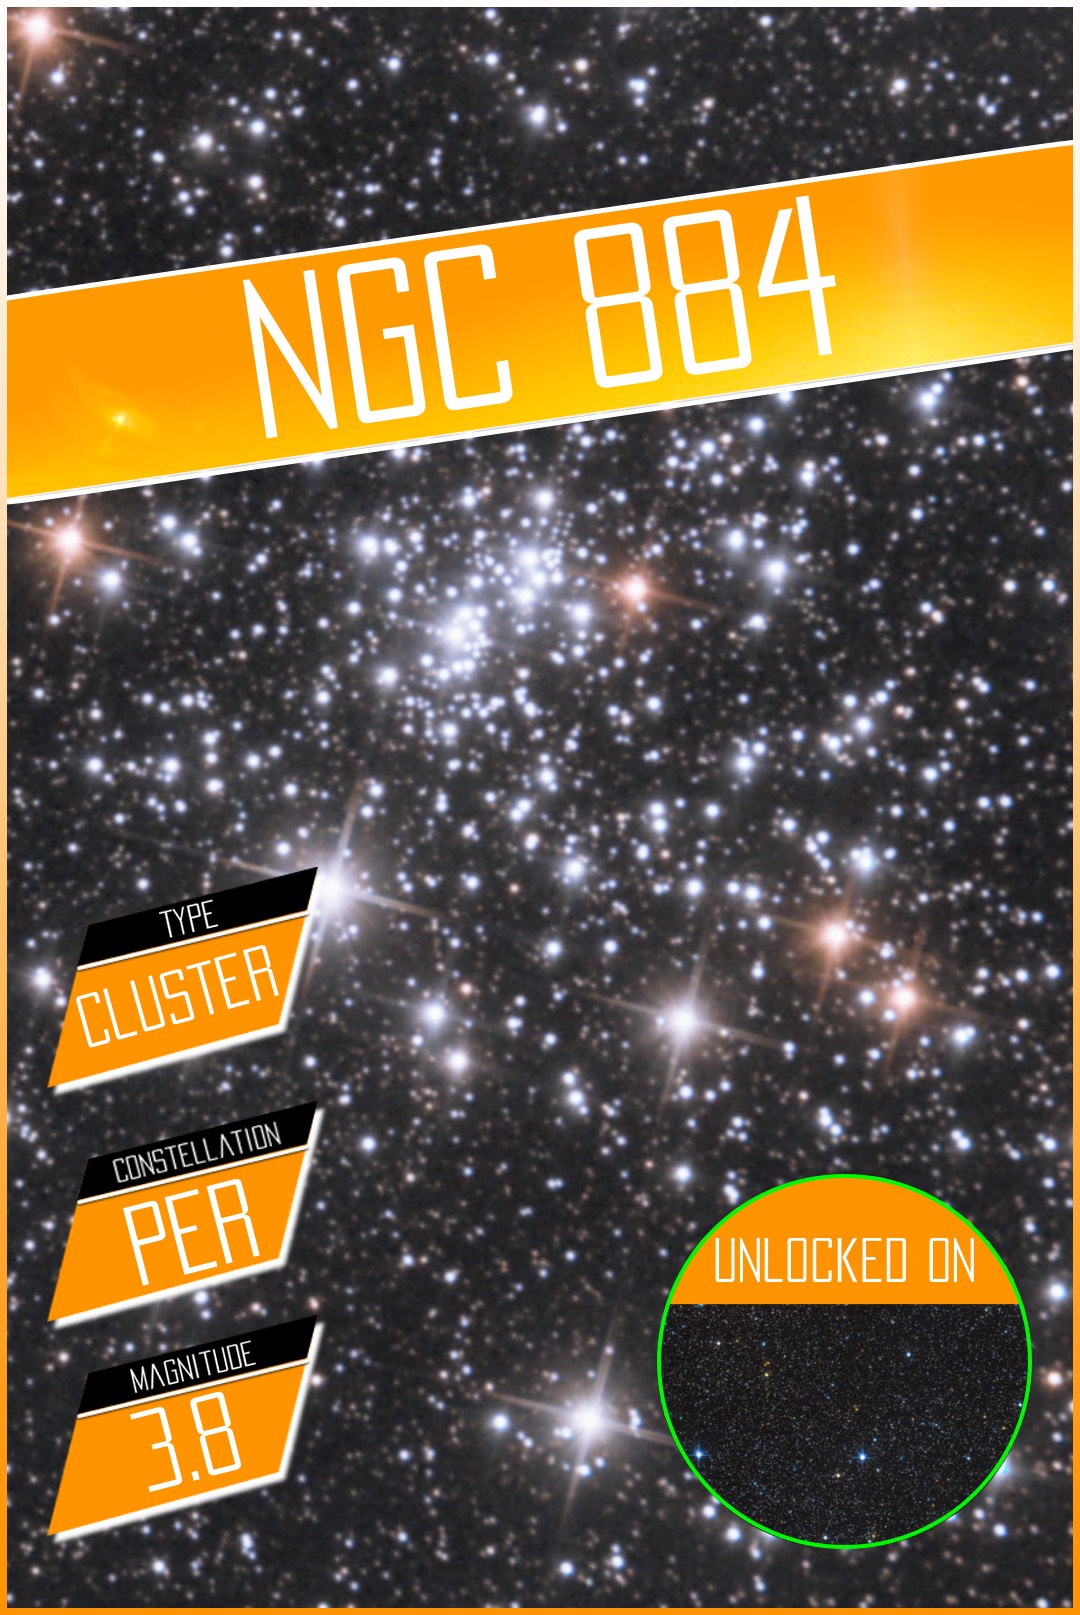 NGC 884
TYPE
CLUSTER
CONSTELLATION
PER
MAGNITUDE
3.8
UNLOCKED ON